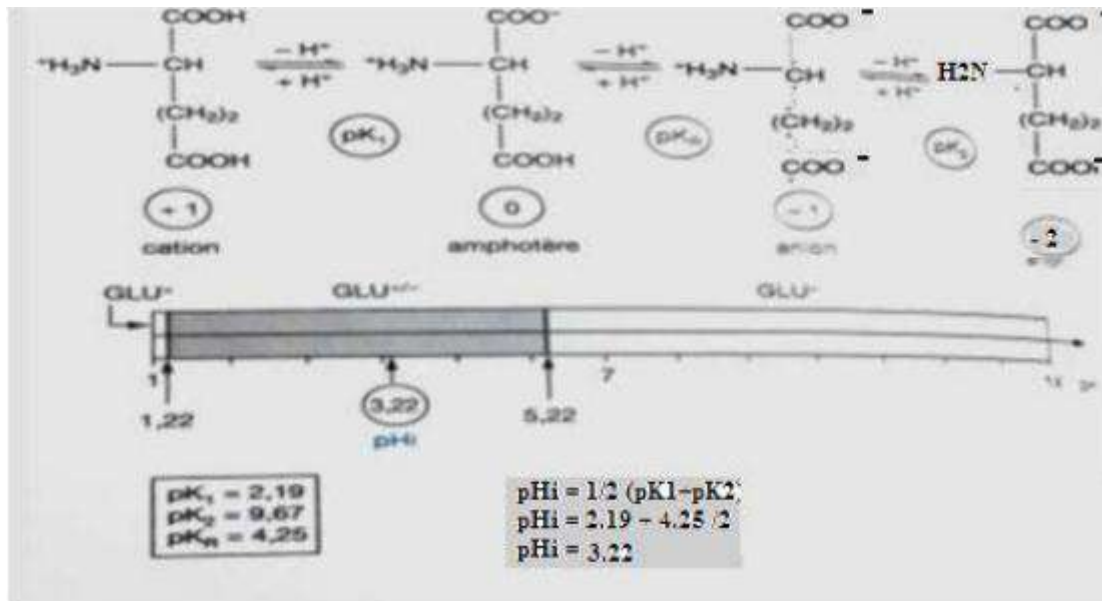 COOH COO⁻ COO⁻ COO⁻
⁺H₃N—CH − H⁺ + H⁺ ⁺H₃N—CH − H⁺ + H⁺ ⁺H₃N—CH − H⁺ + H⁺ H2N—CH
(CH₂)₂ pK₁ (CH₂)₂ (CH₂)₂ (CH₂)₂
COOH COOH COO⁻ COO⁻
+ 1 0 − 1 - 2
cation amphotère anion
GLU⁺ GLU⁺/⁻ GLU⁻
1 7
1,22 3,22 5,22
pHi
pK₁ = 2,19
pK₂ = 9,67
pKR = 4,25
pHi = 1/2 (pK1+pK2)
pHi = 2.19 + 4.25 /2
pHi = 3.22